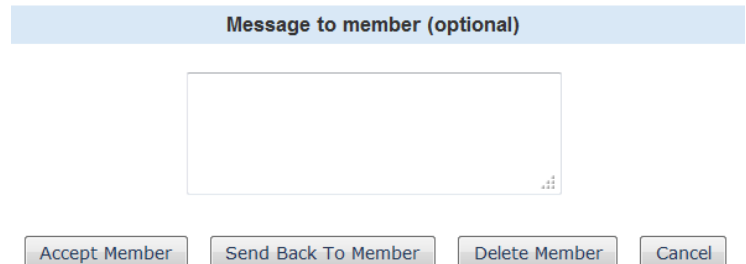 Message to member (optional)
Accept Member Send Back To Member Delete Member Cancel